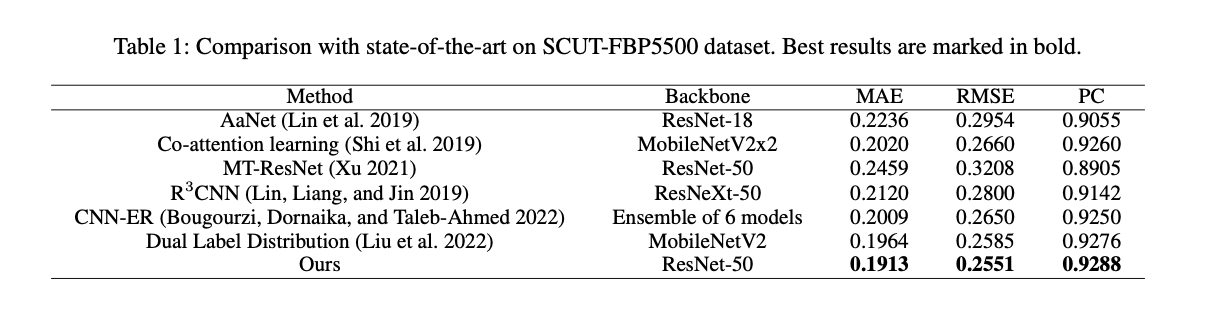 Table 1: Comparison with state-of-the-art on SCUT-FBP5500 dataset. Best results are marked in bold.
Method Backbone MAE RMSE PC
AaNet (Lin et al. 2019) ResNet-18 0.2236 0.2954 0.9055
Co-attention learning (Shi et al. 2019) MobileNetV2x2 0.2020 0.2660 0.9260
MT-ResNet (Xu 2021) ResNet-50 0.2459 0.3208 0.8905
R³CNN (Lin, Liang, and Jin 2019) ResNeXt-50 0.2120 0.2800 0.9142
CNN-ER (Bougourzi, Dornaika, and Taleb-Ahmed 2022) Ensemble of 6 models 0.2009 0.2650 0.9250
Dual Label Distribution (Liu et al. 2022) MobileNetV2 0.1964 0.2585 0.9276
Ours ResNet-50 0.1913 0.2551 0.9288